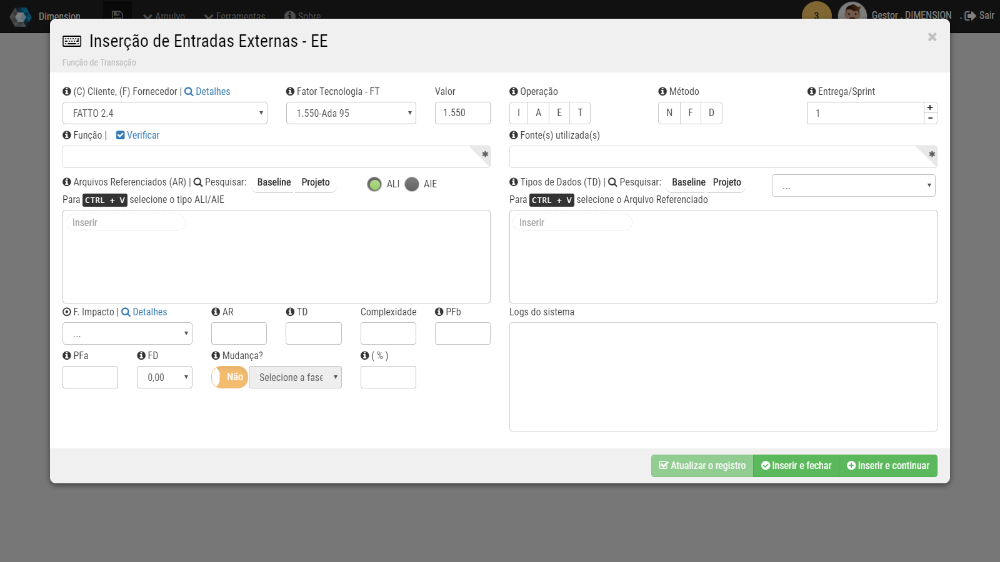 Dimension Arquivo Ferramentas Sobre 3 Gestor . DIMENSION . Sair
Inserção de Entradas Externas - EE ×
Função de Transação
(C) Cliente, (F) Fornecedor | Detalhes Fator Tecnologia - FT Valor Operação Método Entrega/Sprint
FATTO 2.4 1.550-Ada 95 1.550 I A E T N F D 1 + -
Função | Verificar Fonte(s) utilizada(s)
✱ ✱
Arquivos Referenciados (AR) | Pesquisar: Baseline Projeto ALI AIE Tipos de Dados (TD) | Pesquisar: Baseline Projeto ...
Para CTRL + V selecione o tipo ALI/AIE Para CTRL + V selecione o Arquivo Referenciado
Inserir Inserir
F. Impacto | Detalhes AR TD Complexidade PFb Logs do sistema
...
PFa FD Mudança? ( % )
0,00 Não Selecione a fase
Atualizar o registro Inserir e fechar Inserir e continuar